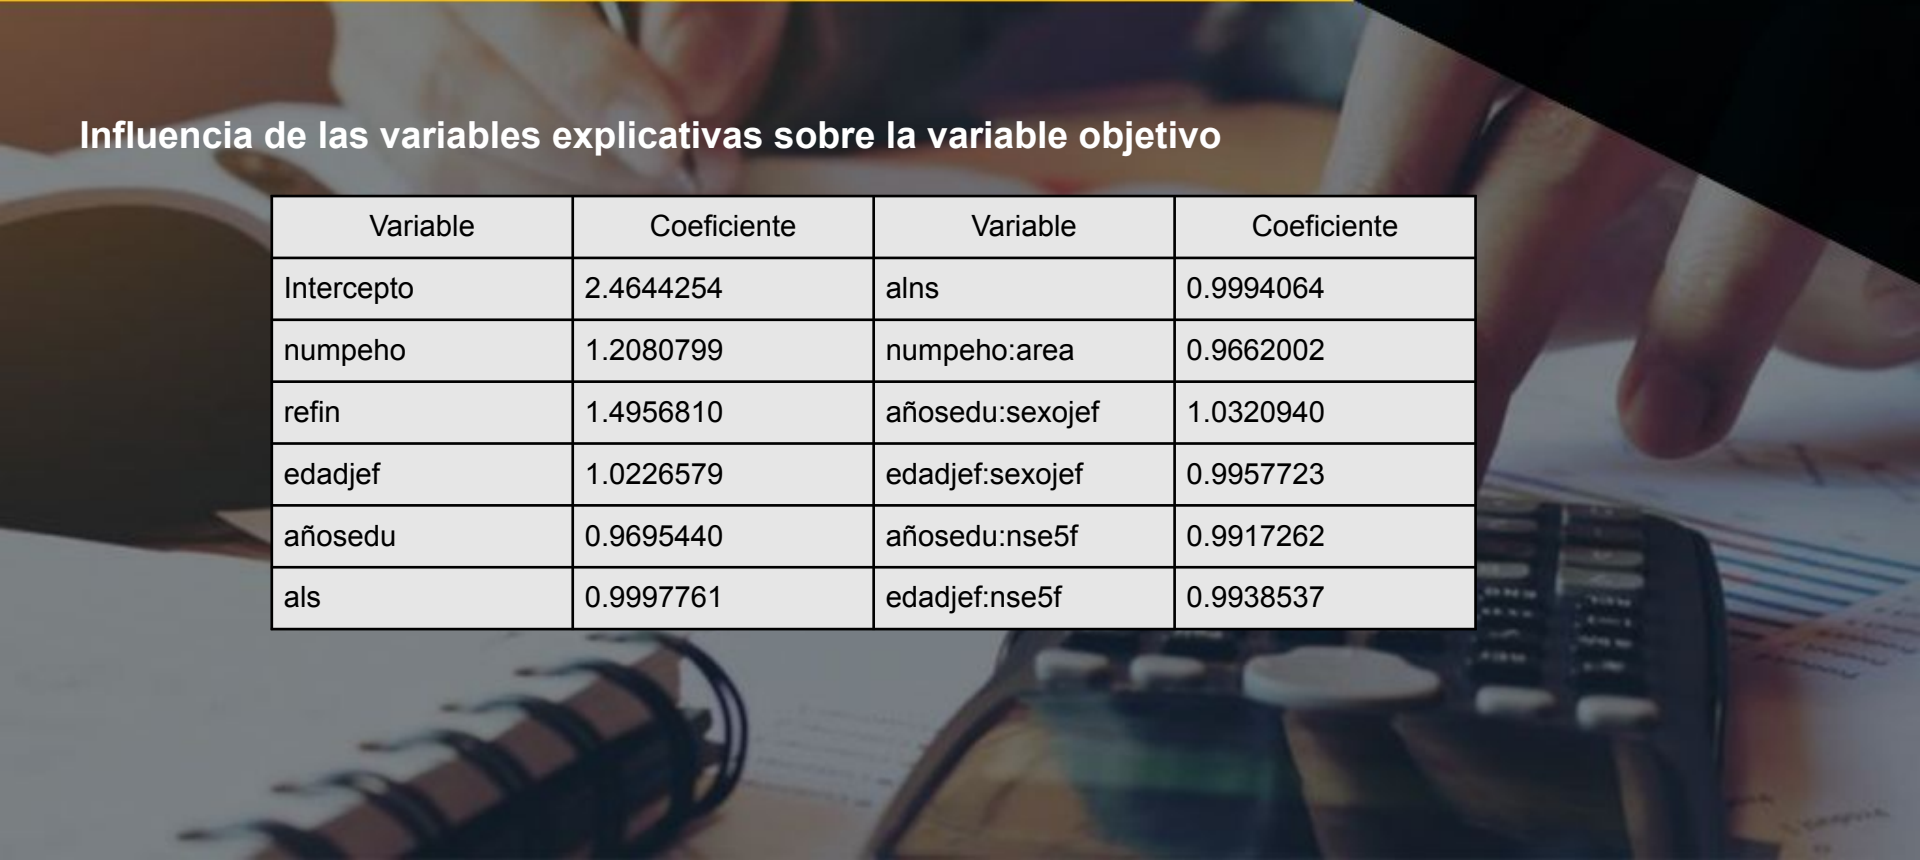 Influencia de las variables explicativas sobre la variable objetivo
Variable Coeficiente Variable Coeficiente
Intercepto 2.4644254 alns 0.9994064
numpeho 1.2080799 numpeho:area 0.9662002
refin 1.4956810 añosedu:sexojef 1.0320940
edadjef 1.0226579 edadjef:sexojef 0.9957723
añosedu 0.9695440 añosedu:nse5f 0.9917262
als 0.9997761 edadjef:nse5f 0.9938537